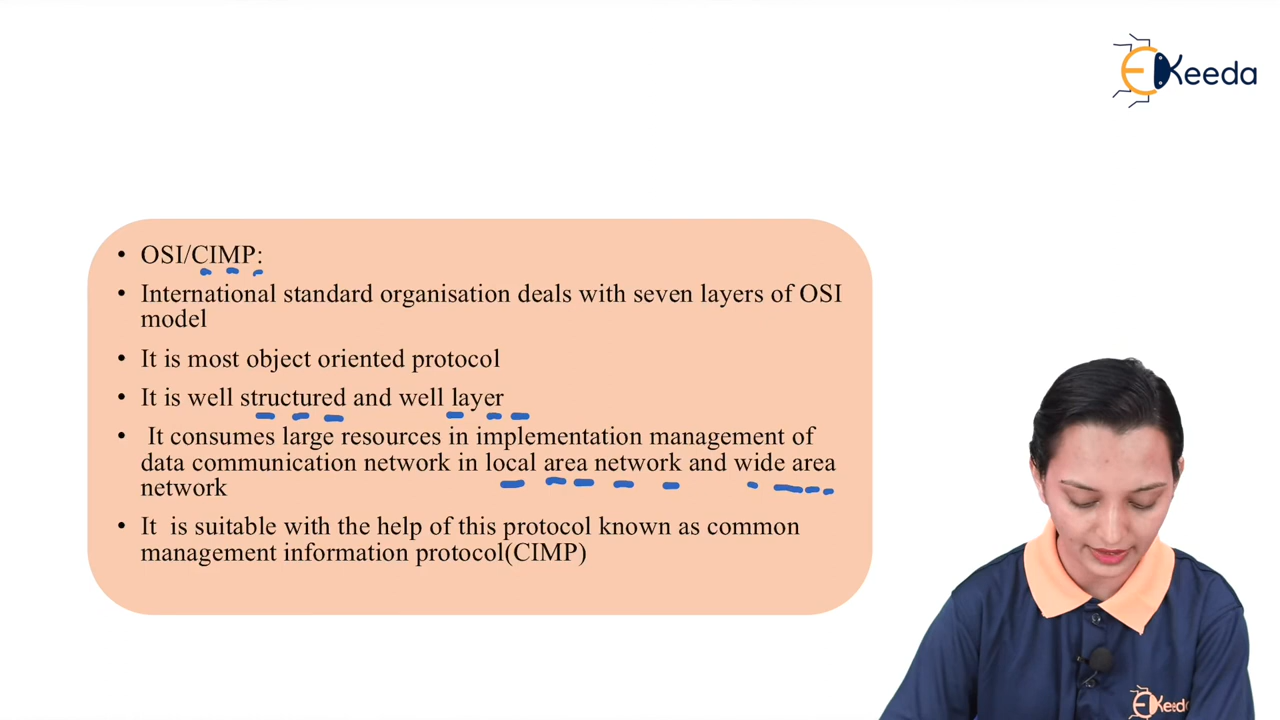 EKeeda
• OSI/CIMP:
• International standard organisation deals with seven layers of OSI
model
• It is most object oriented protocol
• It is well structured and well layer
• It consumes large resources in implementation management of
data communication network in local area network and wide area
network
• It is suitable with the help of this protocol known as common
management information protocol(CIMP)
EKeeda